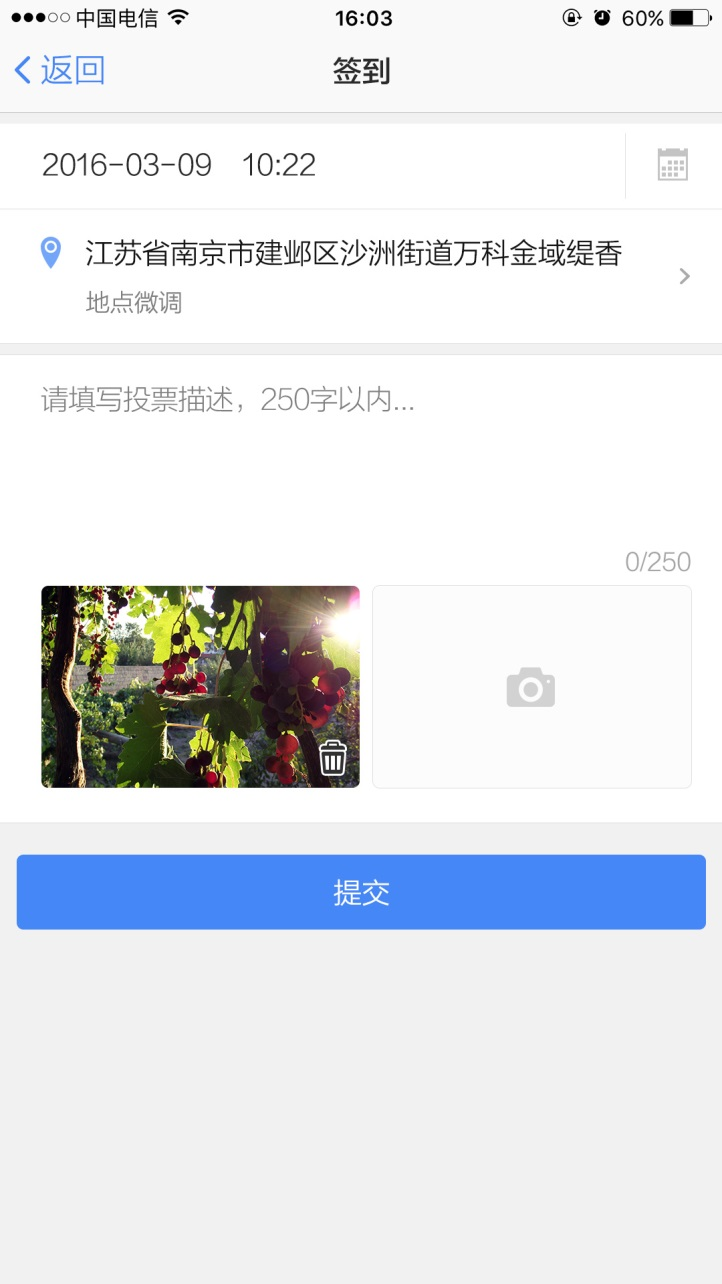 中国电信 16:03 60%
返回 签到
2016-03-09 10:22
江苏省南京市建邺区沙洲街道万科金域缇香
地点微调
请填写投票描述，250字以内...
0/250
提交